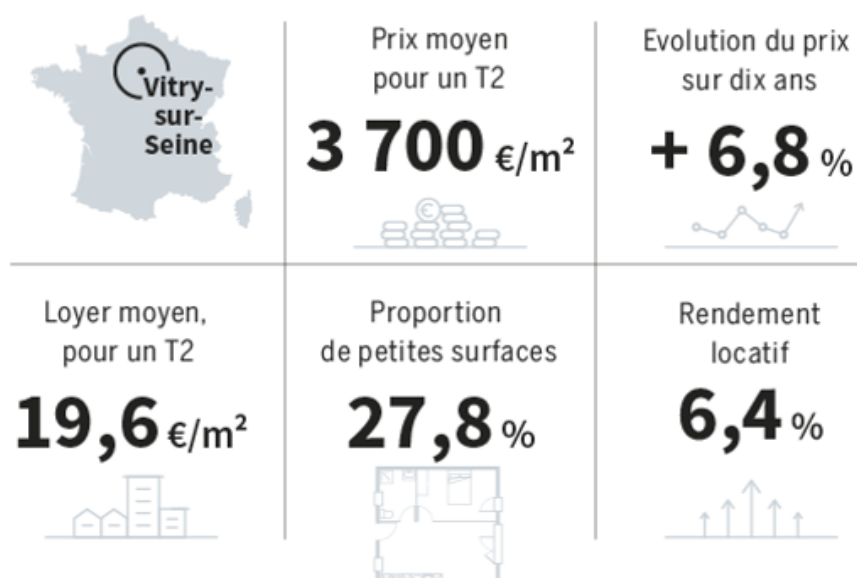 Vitry-
sur-
Seine
Prix moyen
pour un T2
3 700 €/m²
Evolution du prix
sur dix ans
+ 6,8 %
Loyer moyen,
pour un T2
19,6 €/m²
Proportion
de petites surfaces
27,8 %
Rendement
locatif
6,4 %
€